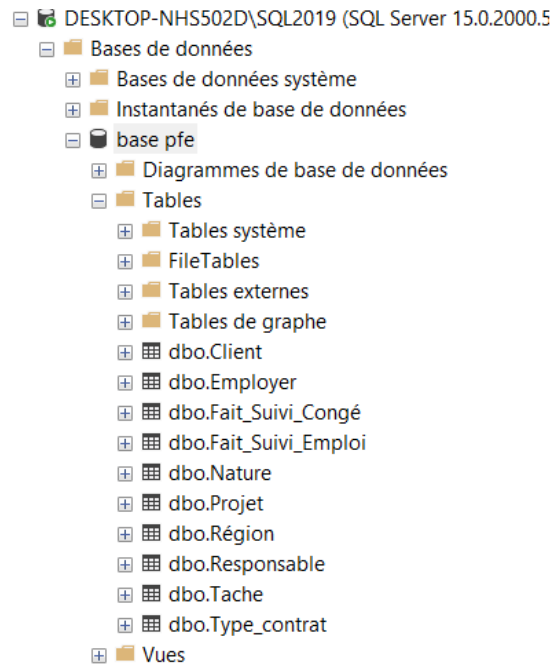 DESKTOP-NHS502D\SQL2019 (SQL Server 15.0.2000.5
Bases de données
Bases de données système
Instantanés de base de données
base pfe
Diagrammes de base de données
Tables
Tables système
FileTables
Tables externes
Tables de graphe
dbo.Client
dbo.Employer
dbo.Fait_Suivi_Congé
dbo.Fait_Suivi_Emploi
dbo.Nature
dbo.Projet
dbo.Région
dbo.Responsable
dbo.Tache
dbo.Type_contrat
Vues